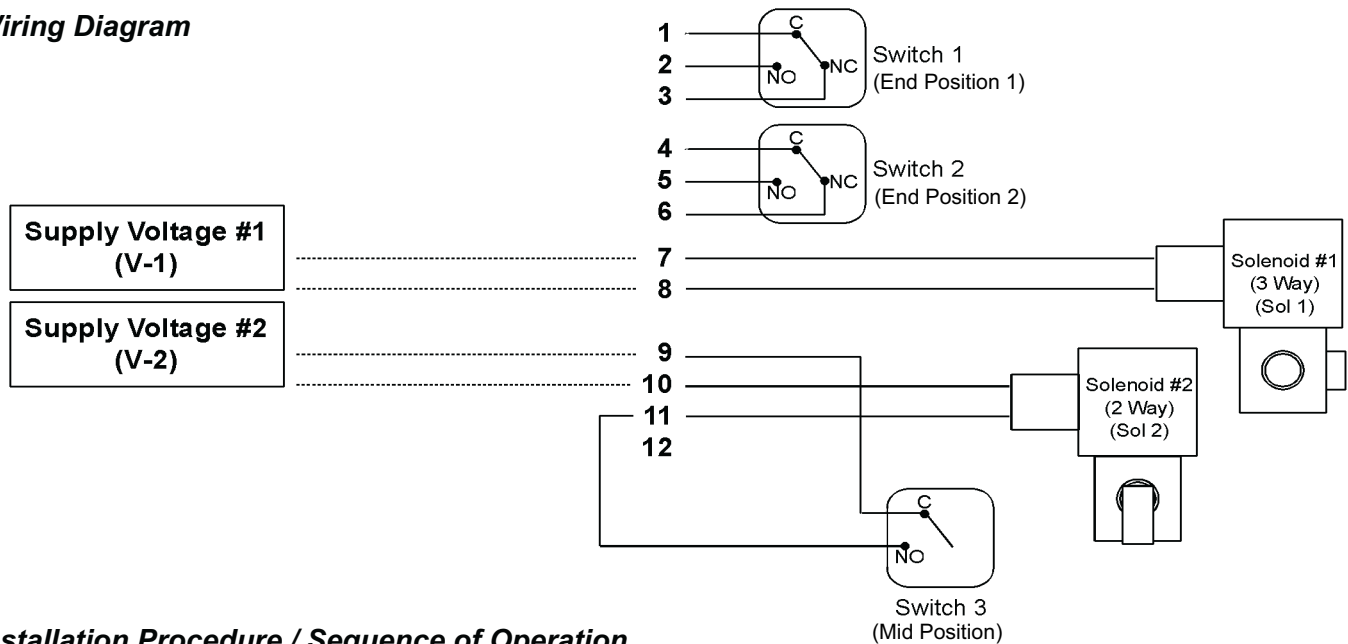 Wiring Diagram
1
2
3
C
NO
NC
Switch 1
(End Position 1)
4
5
6
C
NO
NC
Switch 2
(End Position 2)
Supply Voltage #1
(V-1)
7
8
Solenoid #1
(3 Way)
(Sol 1)
Supply Voltage #2
(V-2)
9
10
11
12
Solenoid #2
(2 Way)
(Sol 2)
C
NO
Switch 3
(Mid Position)
nstallation Procedure / Sequence of Operation